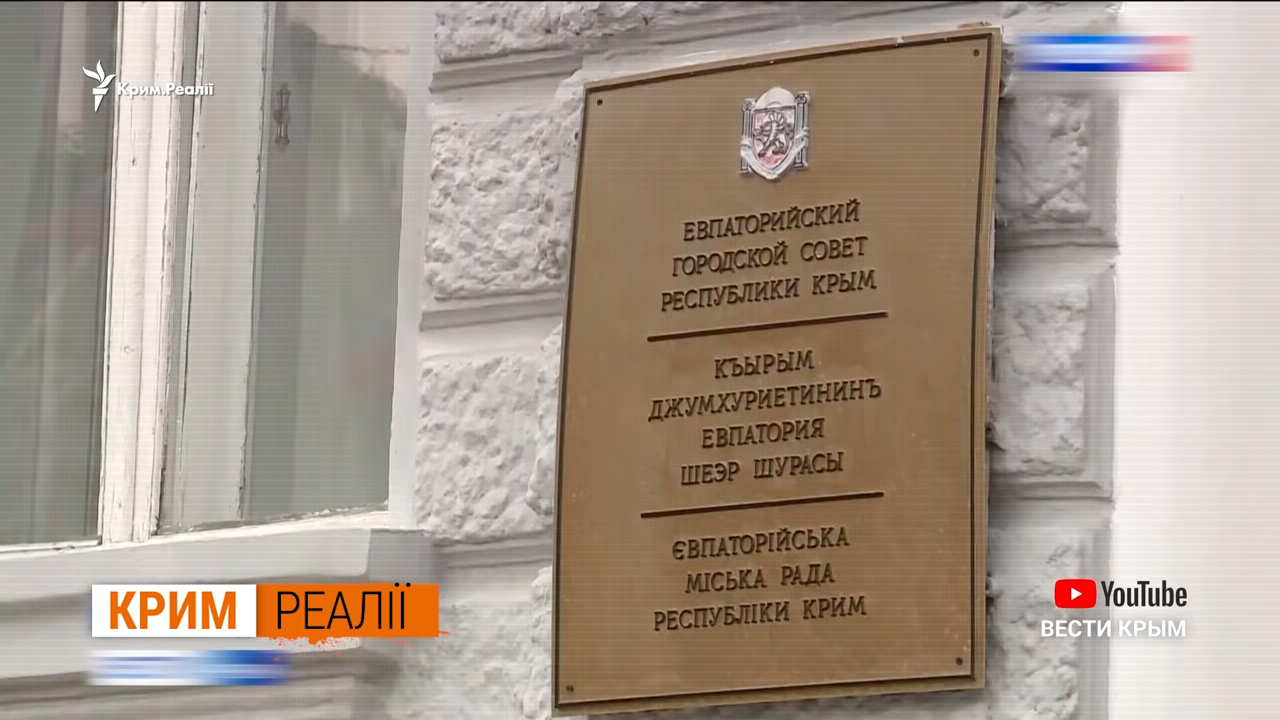 Крим.Реалії
ЕВПАТОРИЙСКИЙ
ГОРОДСКОЙ СОВЕТ
РЕСПУБЛИКИ КРЫМ
КЪЫРЫМ
ДЖУМХУРИЕТИНИНЪ
ЕВПАТОРИЯ
ШЕЭР ШУРАСЫ
ЄВПАТОРІЙСЬКА
МІСЬКА РАДА
РЕСПУБЛІКИ КРИМ
КРИМ РЕАЛІЇ
YouTube
ВЕСТИ КРЫМ